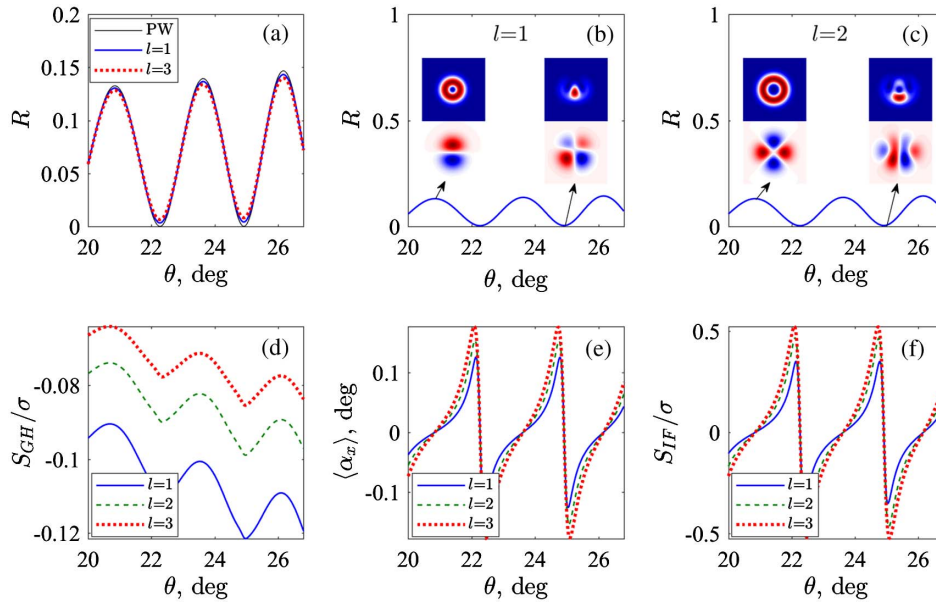 0.2
0.15
0.1
0.05
0
R
PW
l=1
l=3
(a)
20 22 24 26
θ, deg
1
0.5
0
R
l=1
(b)
20 22 24 26
θ, deg
1
0.5
0
R
l=2
(c)
20 22 24 26
θ, deg
-0.08
-0.1
-0.12
S_GH/σ
(d)
l=1
l=2
l=3
20 22 24 26
θ, deg
0.1
0
-0.1
⟨α_x⟩, deg
(e)
l=1
l=2
l=3
20 22 24 26
θ, deg
0.5
0
-0.5
S_IF/σ
(f)
l=1
l=2
l=3
20 22 24 26
θ, deg